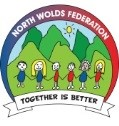 NORTH WOLDS FEDERATION
TOGETHER IS BETTER